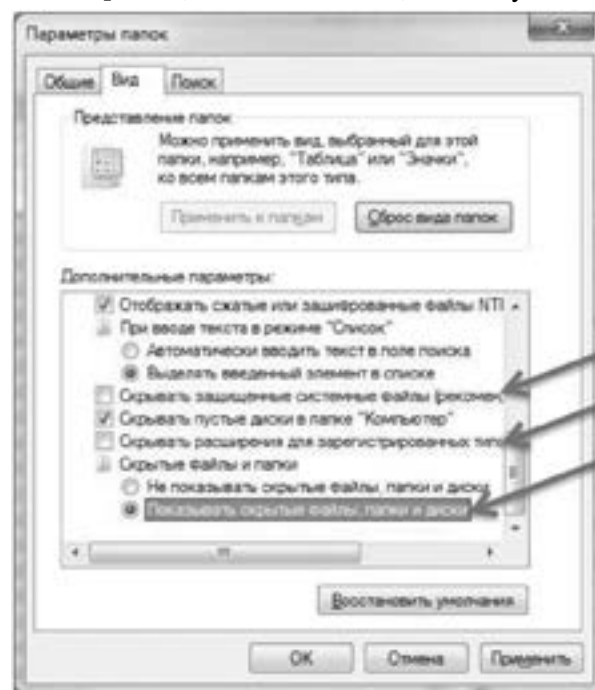 Параметры папок
Общие Вид Поиск
Представление папок
Можно применить вид, выбранный для этой
папки, например, "Таблица" или "Значки",
ко всем папкам этого типа.
Применить к папкам Сброс вида папок
Дополнительные параметры:
Отображать сжатые или зашифрованные файлы NTF
При вводе текста в режиме "Список"
Автоматически вводить текст в поле поиска
Выделять введенный элемент в списке
Скрывать защищенные системные файлы (рекомен
Скрывать пустые диски в папке "Компьютер"
Скрывать расширения для зарегистрированных типо
Скрытые файлы и папки
Не показывать скрытые файлы, папки и диски
Показывать скрытые файлы, папки и диски
Восстановить умолчания
ОК Отмена Применить